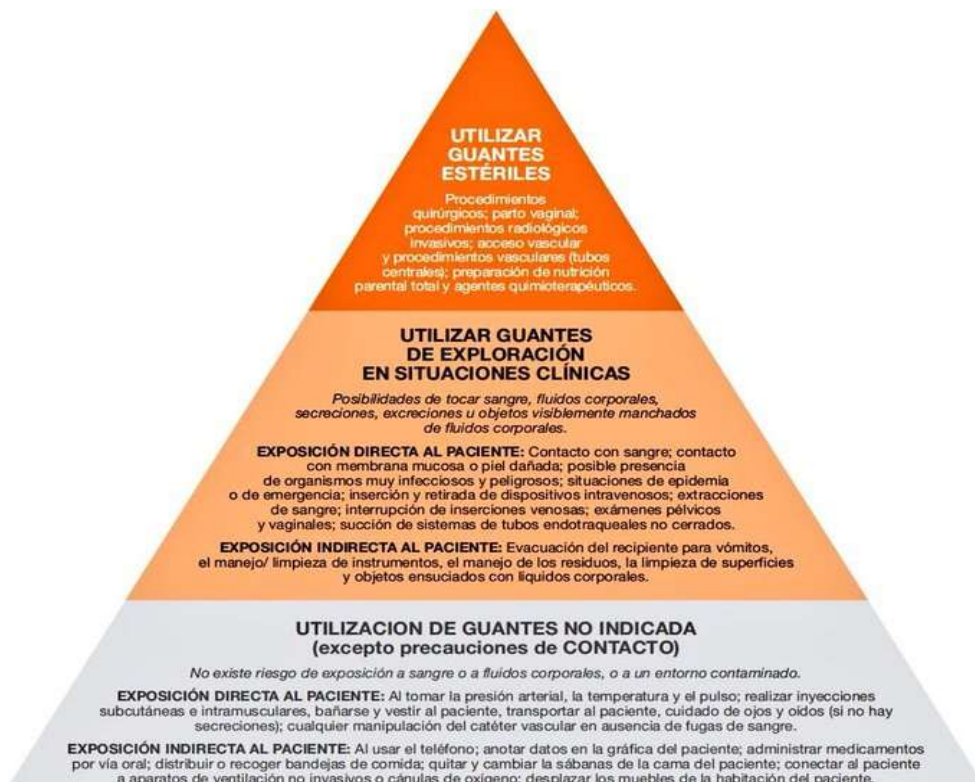 UTILIZAR
GUANTES
ESTÉRILES
Procedimientos
quirúrgicos; parto vaginal;
procedimientos radiológicos
invasivos; acceso vascular
y procedimientos vasculares (tubos
centrales); preparación de nutrición
parental total y agentes quimioterapéuticos.
UTILIZAR GUANTES
DE EXPLORACIÓN
EN SITUACIONES CLÍNICAS
Posibilidades de tocar sangre, fluidos corporales,
secreciones, excreciones u objetos visiblemente manchados
de fluidos corporales.
EXPOSICIÓN DIRECTA AL PACIENTE: Contacto con sangre; contacto
con membrana mucosa o piel dañada; posible presencia
de organismos muy infecciosos y peligrosos; situaciones de epidemia
o de emergencia; inserción y retirada de dispositivos intravenosos; extracciones
de sangre; interrupción de inserciones venosas; exámenes pélvicos
y vaginales; succión de sistemas de tubos endotraqueales no cerrados.
EXPOSICIÓN INDIRECTA AL PACIENTE: Evacuación del recipiente para vómitos,
el manejo/ limpieza de instrumentos, el manejo de los residuos, la limpieza de superficies
y objetos ensuciados con líquidos corporales.
UTILIZACION DE GUANTES NO INDICADA
(excepto precauciones de CONTACTO)
No existe riesgo de exposición a sangre o a fluidos corporales, o a un entorno contaminado.
EXPOSICIÓN DIRECTA AL PACIENTE: Al tomar la presión arterial, la temperatura y el pulso; realizar inyecciones
subcutáneas e intramusculares, bañarse y vestir al paciente, transportar al paciente, cuidado de ojos y oídos (si no hay
secreciones); cualquier manipulación del catéter vascular en ausencia de fugas de sangre.
EXPOSICIÓN INDIRECTA AL PACIENTE: Al usar el teléfono; anotar datos en la gráfica del paciente; administrar medicamentos
por vía oral; distribuir o recoger bandejas de comida; quitar y cambiar la sábanas de la cama del paciente; conectar al paciente
a aparatos de ventilación no invasivos o cánulas de oxígeno; desplazar los muebles de la habitación del paciente.